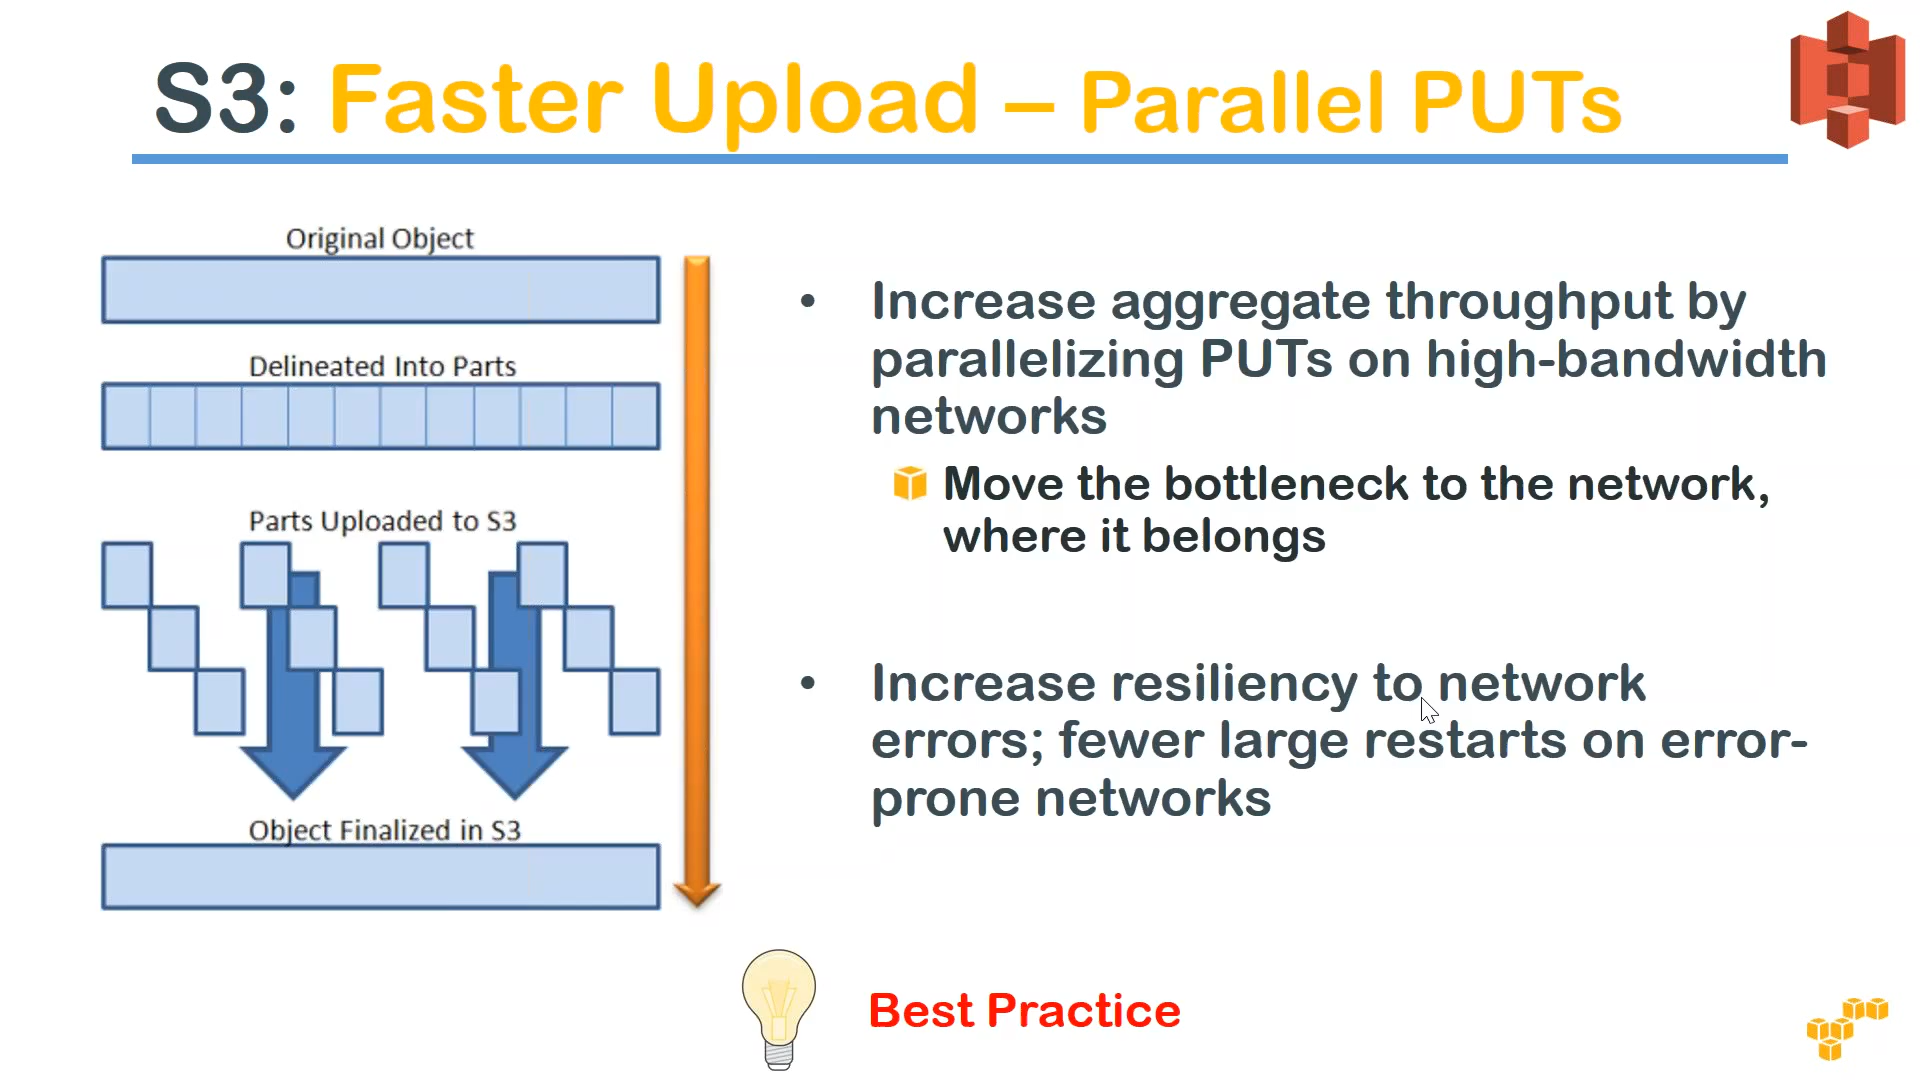 S3: Faster Upload – Parallel PUTs
Original Object
Delineated Into Parts
Parts Uploaded to S3
Object Finalized in S3
• Increase aggregate throughput by
parallelizing PUTs on high-bandwidth
networks
Move the bottleneck to the network,
where it belongs
• Increase resiliency to network
errors; fewer large restarts on error-
prone networks
Best Practice